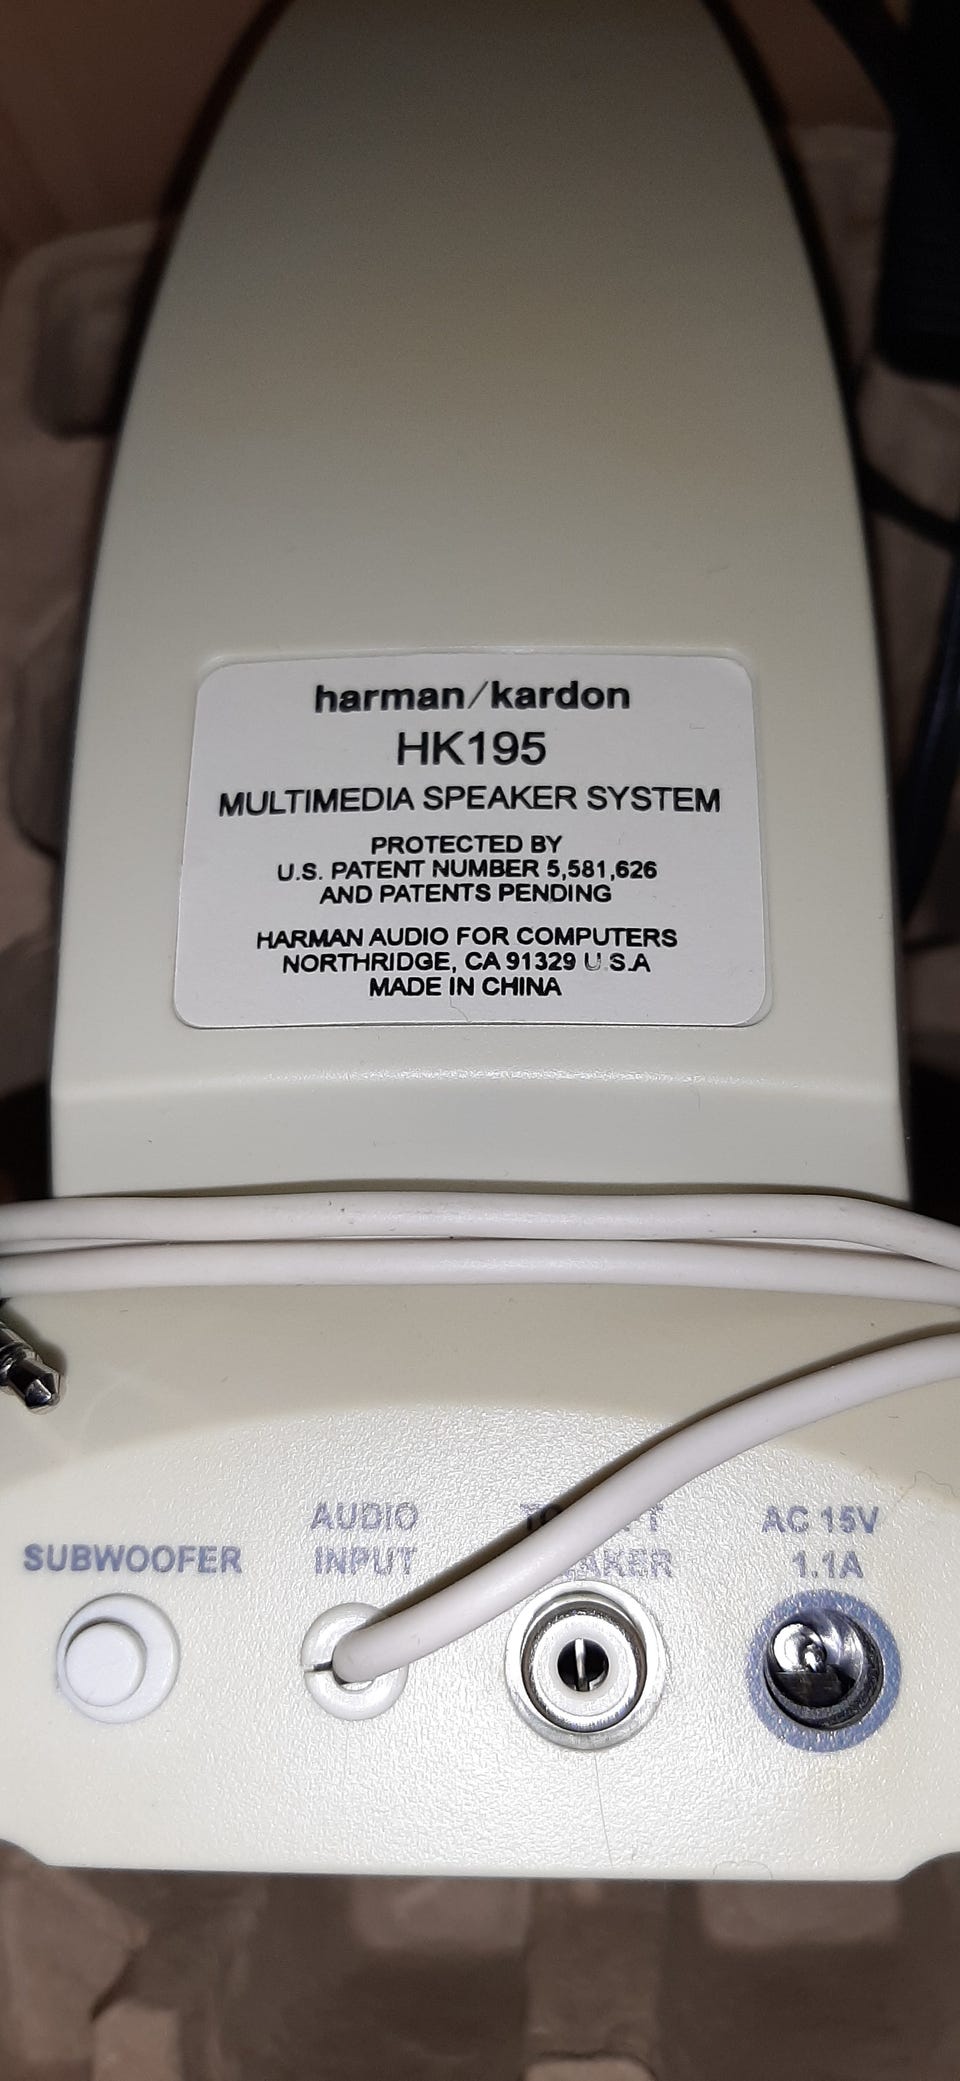 harman/kardon
HK195
MULTIMEDIA SPEAKER SYSTEM
PROTECTED BY
U.S. PATENT NUMBER 5,581,626
AND PATENTS PENDING
HARMAN AUDIO FOR COMPUTERS
NORTHRIDGE, CA 91329 U.S.A
MADE IN CHINA
SUBWOOFER
AUDIO
INPUT
AC 15V
1.1A